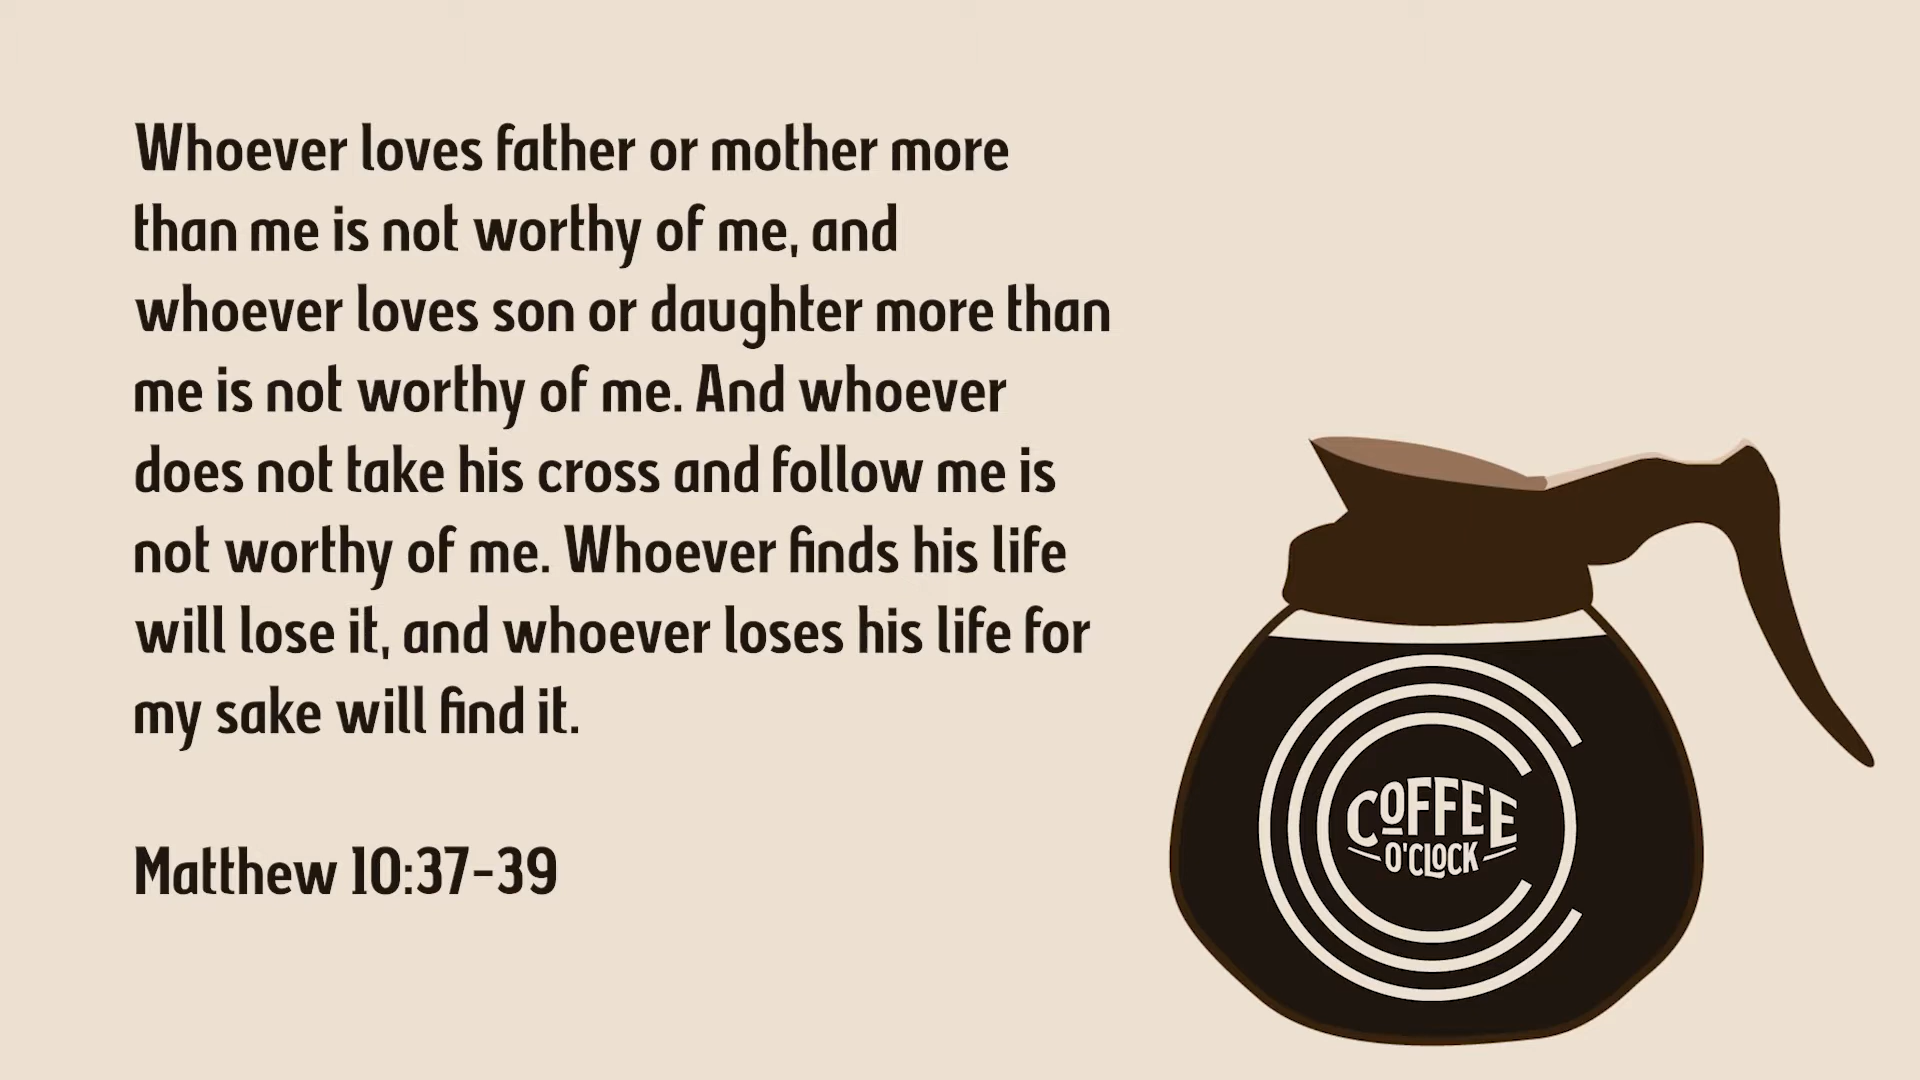 Whoever loves father or mother more
than me is not worthy of me, and
whoever loves son or daughter more than
me is not worthy of me. And whoever
does not take his cross and follow me is
not worthy of me. Whoever finds his life
will lose it, and whoever loses his life for
my sake will find it.
Matthew 10:37-39
COFFEE
O'CLOCK